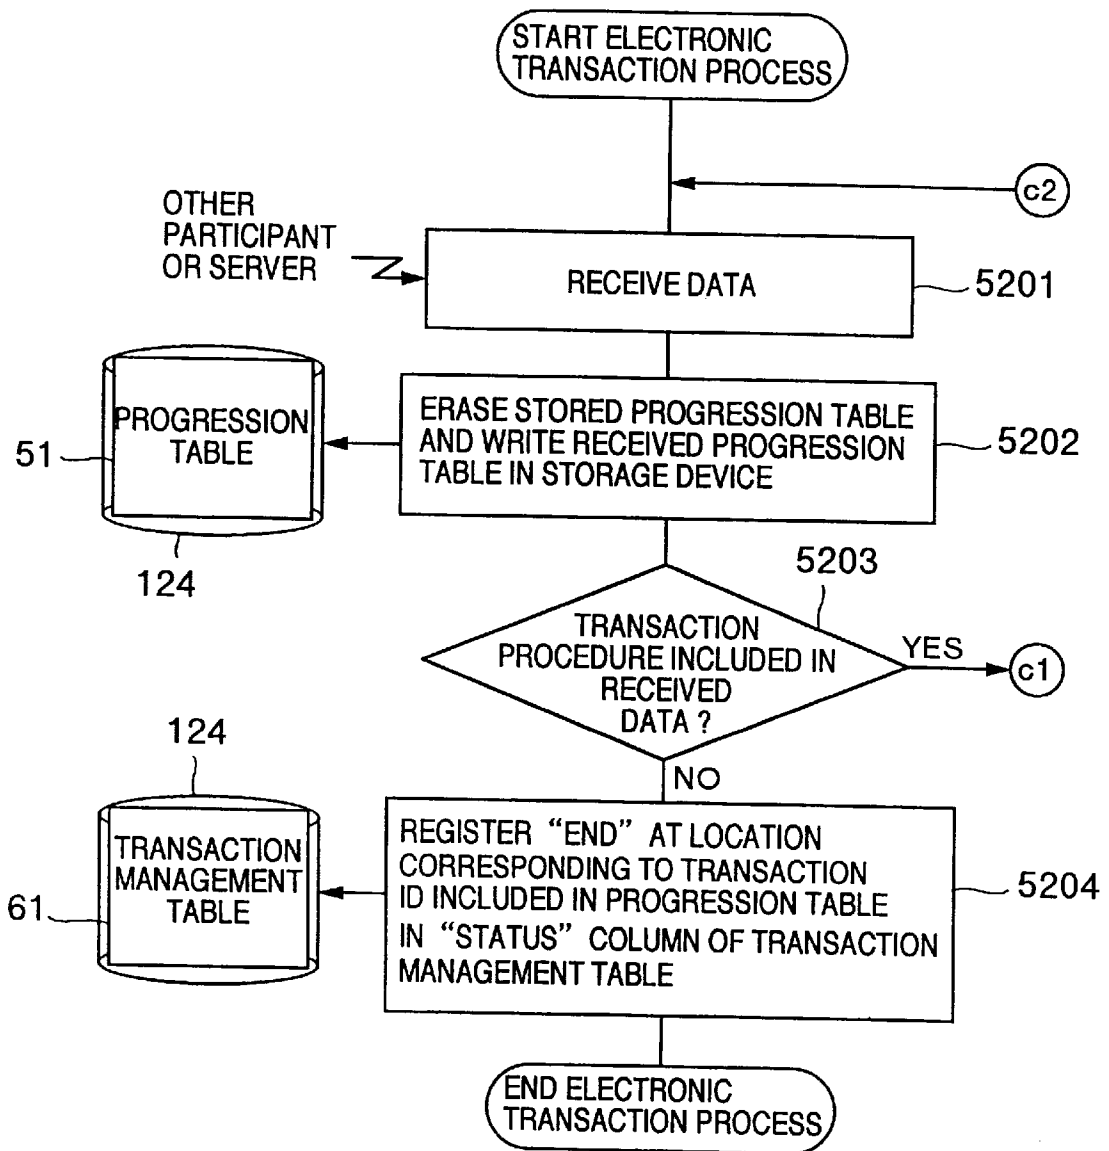 START ELECTRONIC
TRANSACTION PROCESS
c2
OTHER
PARTICIPANT
OR SERVER
RECEIVE DATA
5201
PROGRESSION
TABLE
51
124
ERASE STORED PROGRESSION TABLE
AND WRITE RECEIVED PROGRESSION
TABLE IN STORAGE DEVICE
5202
5203
TRANSACTION
PROCEDURE INCLUDED IN
RECEIVED
DATA ?
YES
c1
NO
124
TRANSACTION
MANAGEMENT
TABLE
61
REGISTER “END” AT LOCATION
CORRESPONDING TO TRANSACTION
ID INCLUDED IN PROGRESSION TABLE
IN “STATUS” COLUMN OF TRANSACTION
MANAGEMENT TABLE
5204
END ELECTRONIC
TRANSACTION PROCESS